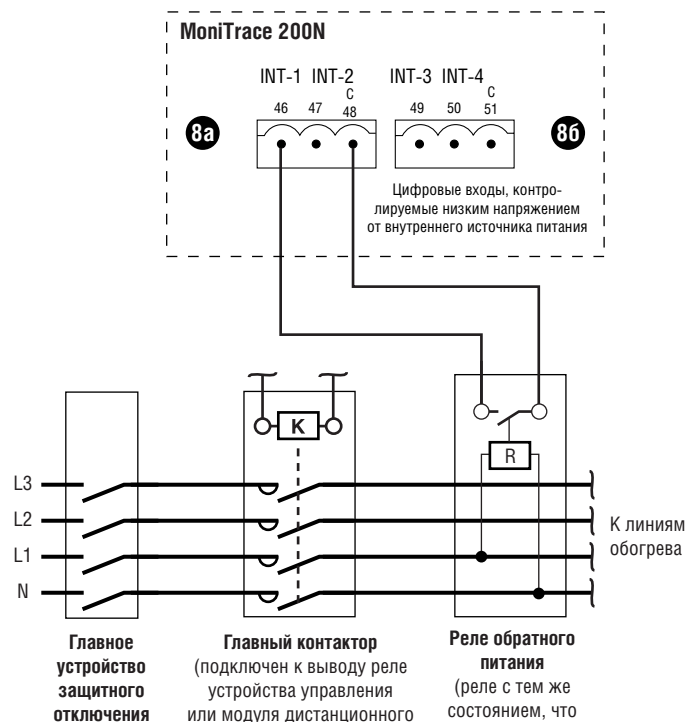 MoniTrace 200N
INT-1 INT-2 INT-3 INT-4
C C
46 47 48 49 50 51
8а 8б
Цифровые входы, контро-
лируемые низким напряжением
от внутреннего источника питания
K
R
L3
L2
L1
N
К линиям
обогрева
Главное
устройство
защитного
отключения
Главный контактор
(подключен к выводу реле
устройства управления
или модуля дистанционного
Реле обратного
питания
(реле с тем же
состоянием, что